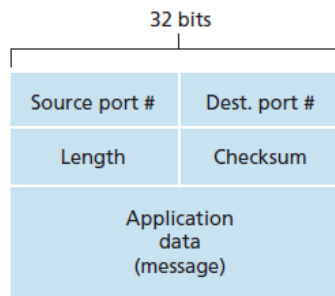 32 bits
Source port #
Dest. port #
Length
Checksum
Application
data
(message)